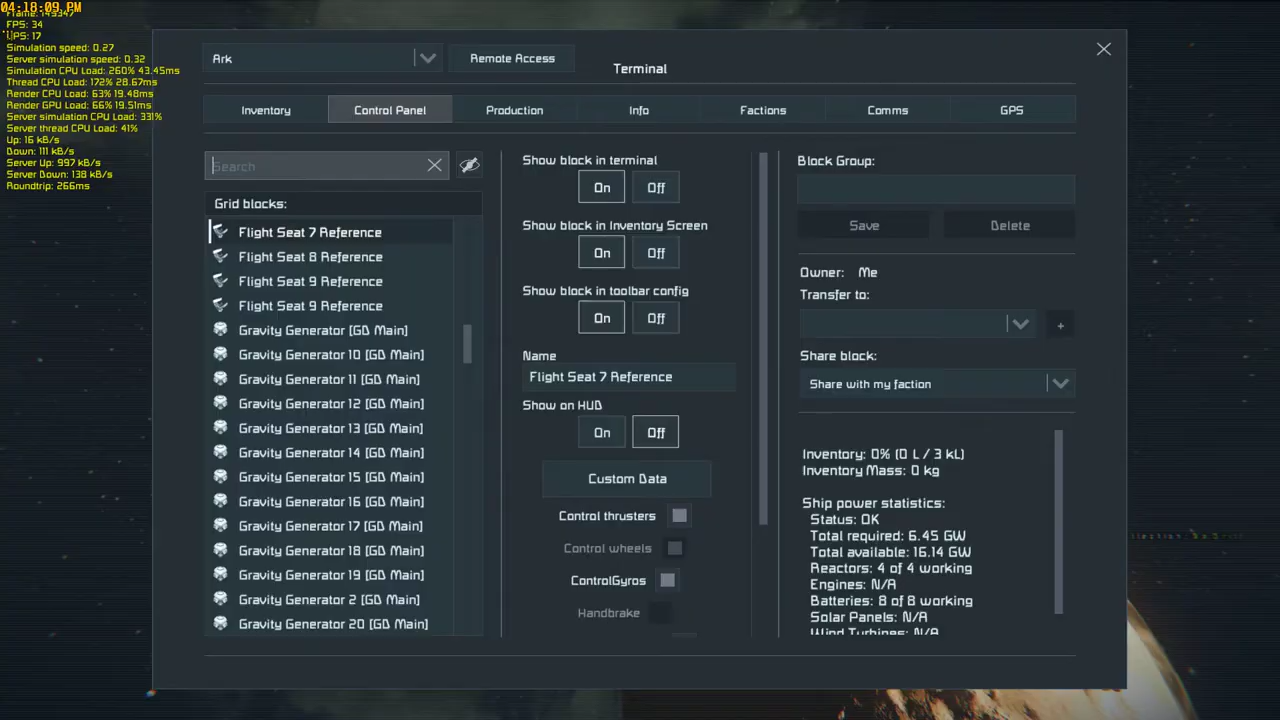 04:18:09 PM
FPS: 34
UPS: 17
Simulation speed: 0.27
Server simulation speed: 0.32
Simulation CPU Load: 260% 43.45ms
Thread CPU Load: 172% 28.67ms
Render CPU Load: 63% 19.48ms
Render GPU Load: 66% 19.51ms
Server simulation CPU Load: 331%
Server thread CPU Load: 41%
Up: 16 kB/s
Down: 111 kB/s
Server Up: 997 kB/s
Server Down: 138 kB/s
Roundtrip: 266ms
Ark
Remote Access
Terminal
Inventory
Control Panel
Production
Info
Factions
Comms
GPS
Search
Grid blocks:
Flight Seat 7 Reference
Flight Seat 8 Reference
Flight Seat 9 Reference
Flight Seat 9 Reference
Gravity Generator [GD Main]
Gravity Generator 10 [GD Main]
Gravity Generator 11 [GD Main]
Gravity Generator 12 [GD Main]
Gravity Generator 13 [GD Main]
Gravity Generator 14 [GD Main]
Gravity Generator 15 [GD Main]
Gravity Generator 16 [GD Main]
Gravity Generator 17 [GD Main]
Gravity Generator 18 [GD Main]
Gravity Generator 19 [GD Main]
Gravity Generator 2 [GD Main]
Gravity Generator 20 [GD Main]
Show block in terminal
On Off
Show block in Inventory Screen
On Off
Show block in toolbar config
On Off
Name
Flight Seat 7 Reference
Show on HUD
On Off
Custom Data
Control thrusters
Control wheels
ControlGyros
Handbrake
Block Group:
Save Delete
Owner: Me
Transfer to:
+
Share block:
Share with my faction
Inventory: 0% (0 L / 3 kL)
Inventory Mass: 0 kg
Ship power statistics:
Status: OK
Total required: 6.45 GW
Total available: 16.14 GW
Reactors: 4 of 4 working
Engines: N/A
Batteries: 8 of 8 working
Solar Panels: N/A
Wind Turbines: N/A